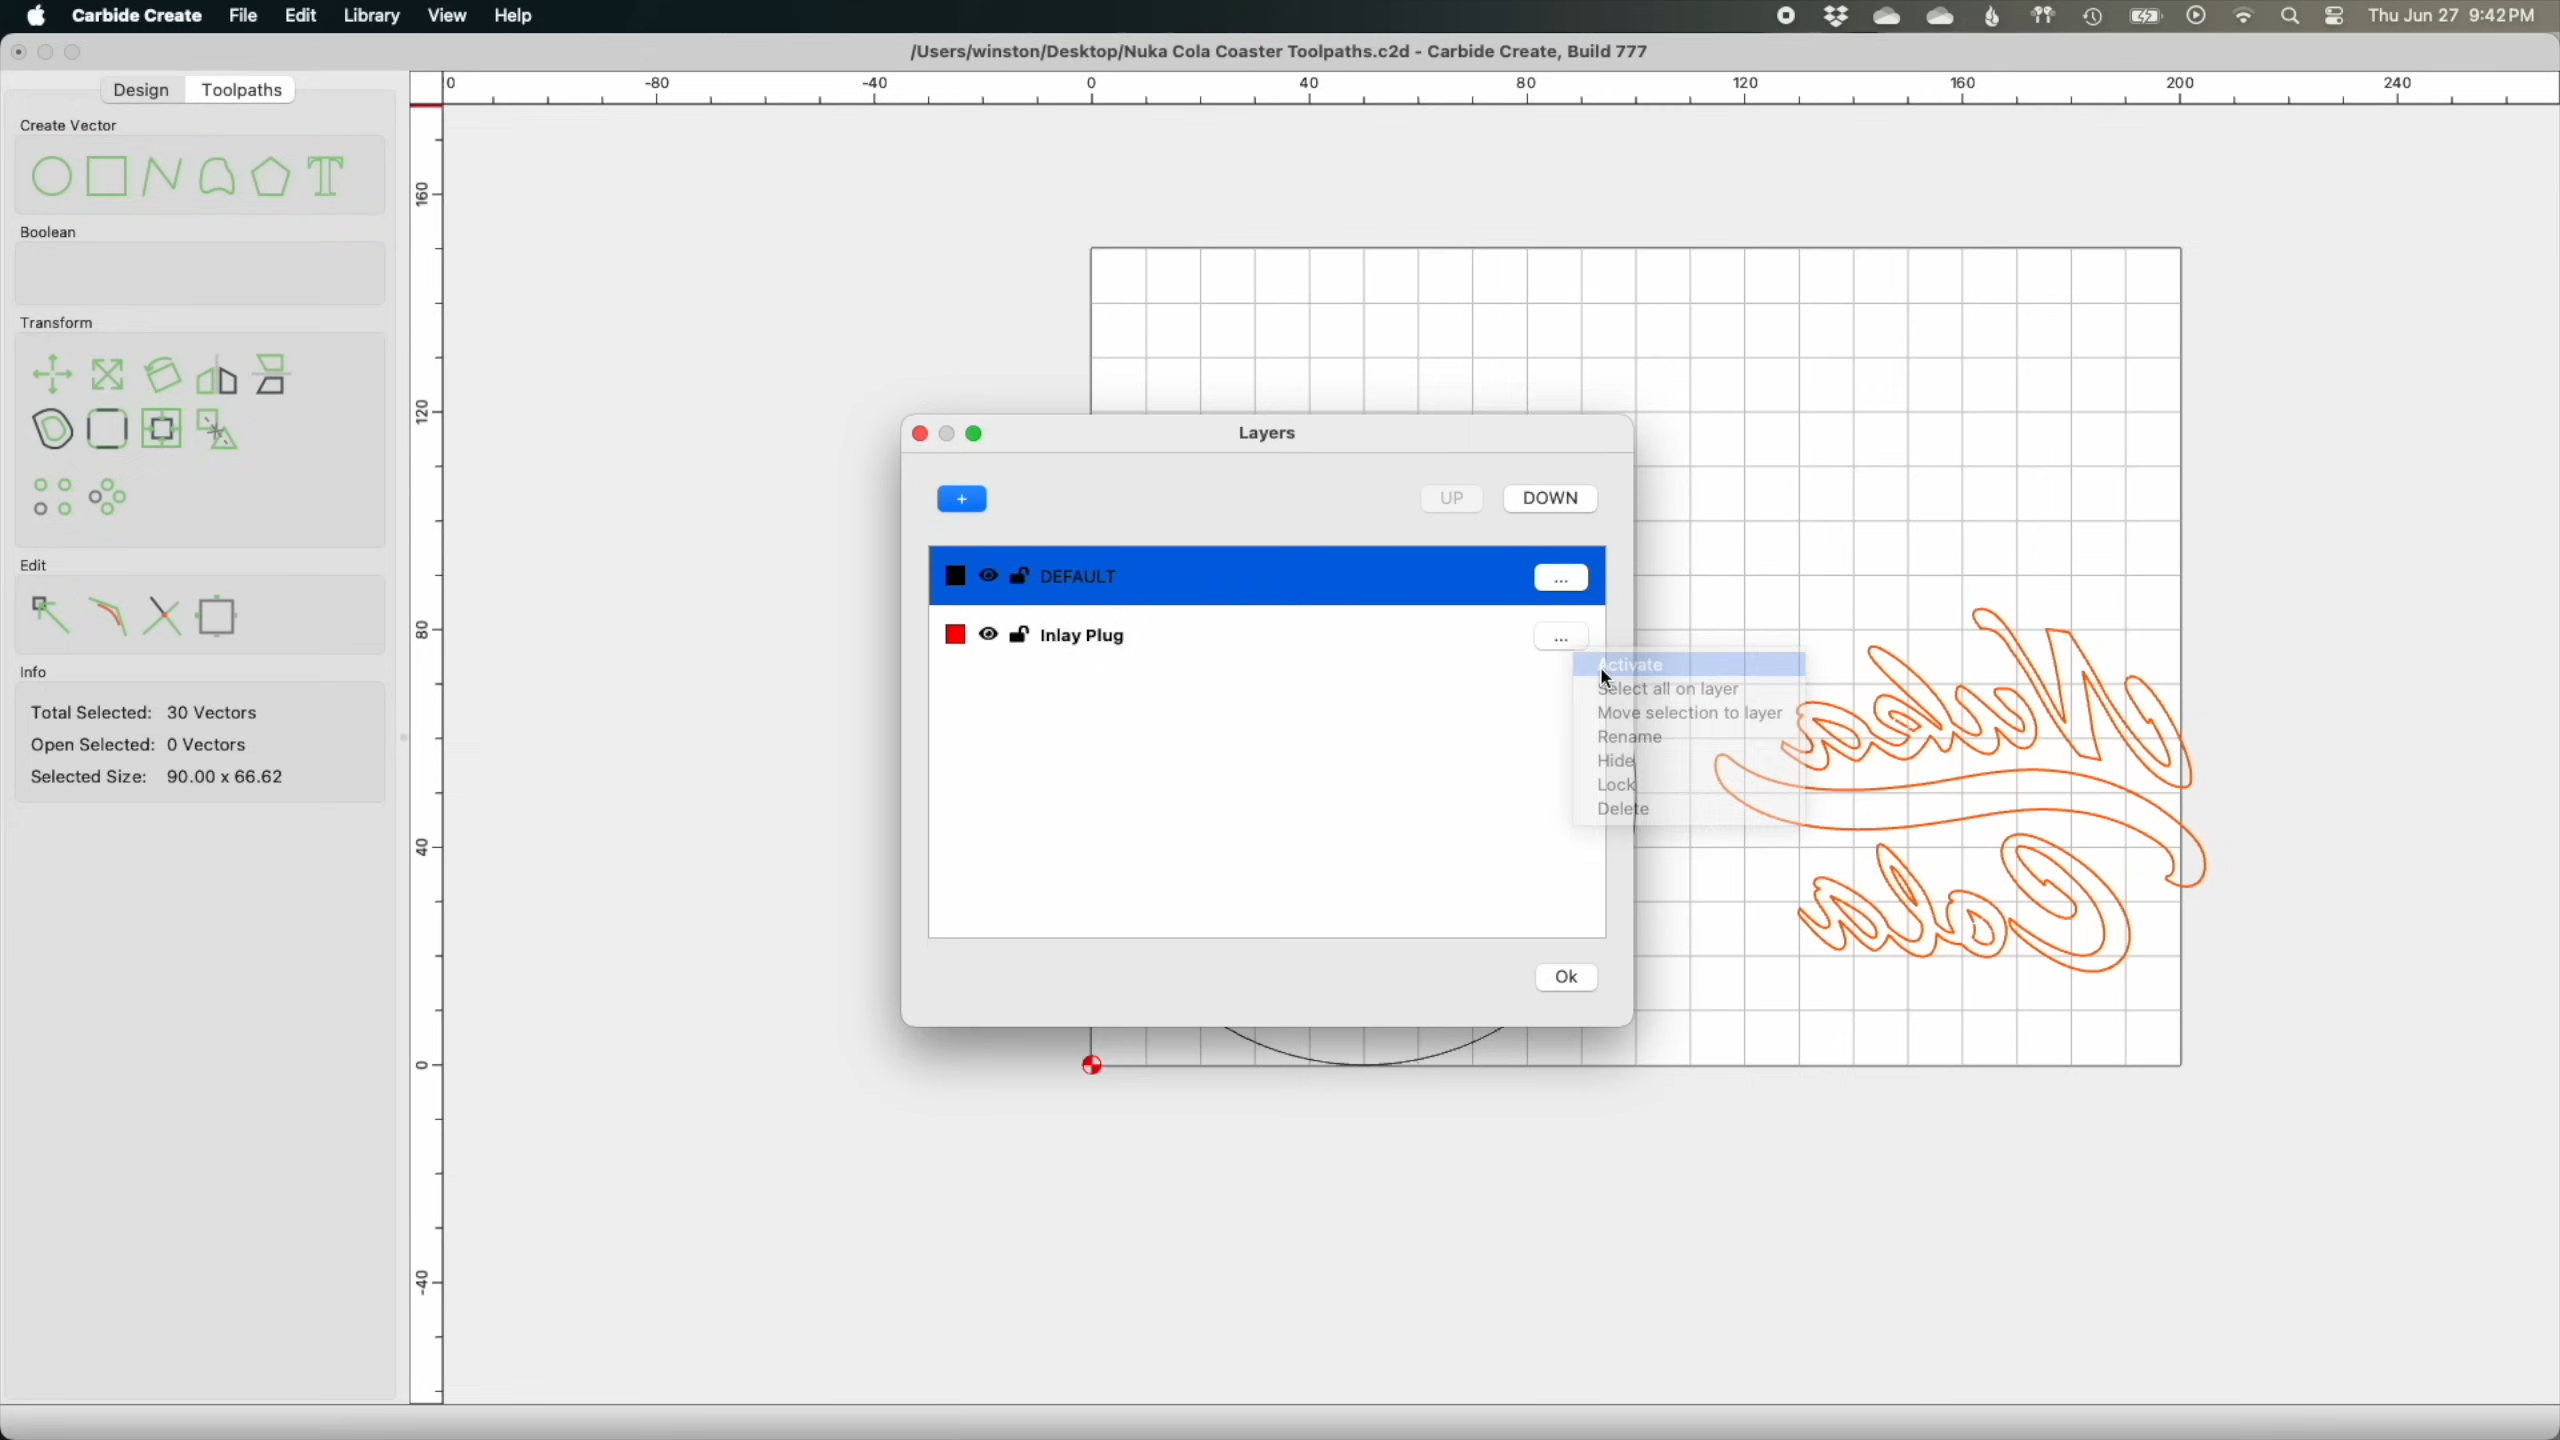 Carbide Create File Edit Library View Help Thu Jun 27 9:42 PM
/Users/winston/Desktop/Nuka Cola Coaster Toolpaths.c2d - Carbide Create, Build 777
Design Toolpaths
0 -80 -40 0 40 80 120 160 200 240
Create Vector
160
Boolean
Transform
120
Layers
+ UP DOWN
Edit
DEFAULT ...
80
Inlay Plug ...
Info
Activate
Select all on layer
Move selection to layer
Rename
Hide
Lock
Delete
Total Selected: 30 Vectors
Open Selected: 0 Vectors
Selected Size: 90.00 x 66.62
40
Ok
0
-40